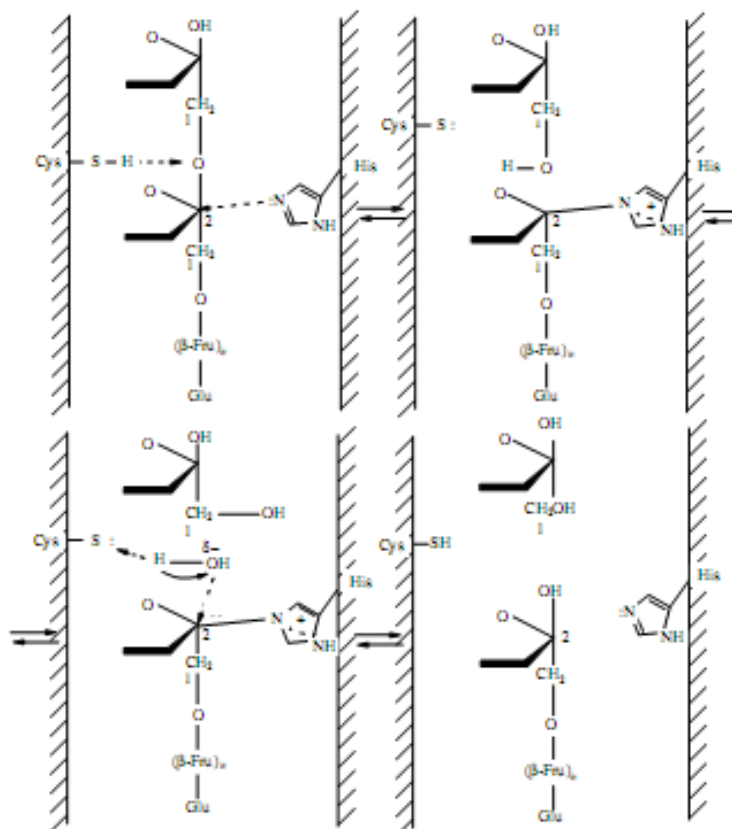 O OH
CH₂
1
Cys S H O
O
2 :N NH His
CH₂
1
O
(β-Fru)ₙ
Glu
O OH
CH₂
1
Cys S:
H O
O
2 N + NH His
CH₂
1
O
(β-Fru)ₙ
Glu
O OH
CH₂ OH
1
δ-
Cys S: H OH
O
2 N + NH His
CH₂
1
O
(β-Fru)ₙ
Glu
O OH
CH₂OH
1
Cys SH
O OH
2 :N NH His
CH₂
O
(β-Fru)ₙ
Glu